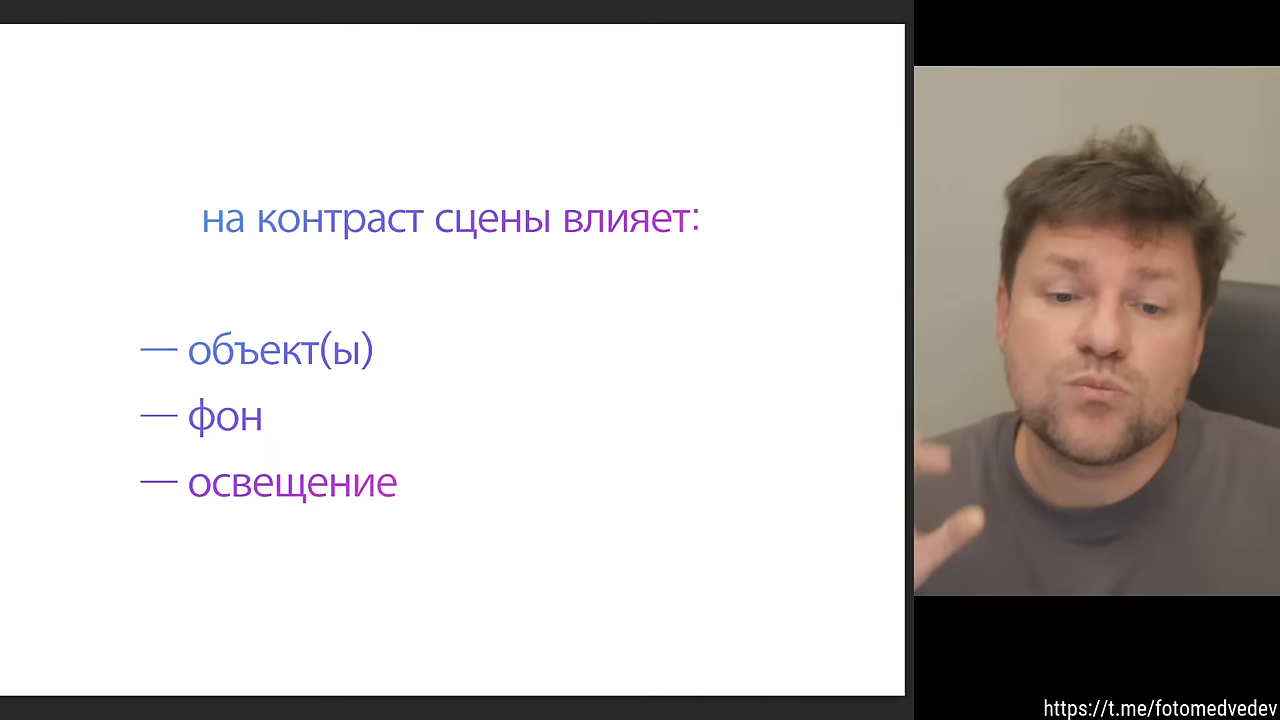 на контраст сцены влияет:
— объект(ы)
— фон
— освещение
https://t.me/fotomedvedev